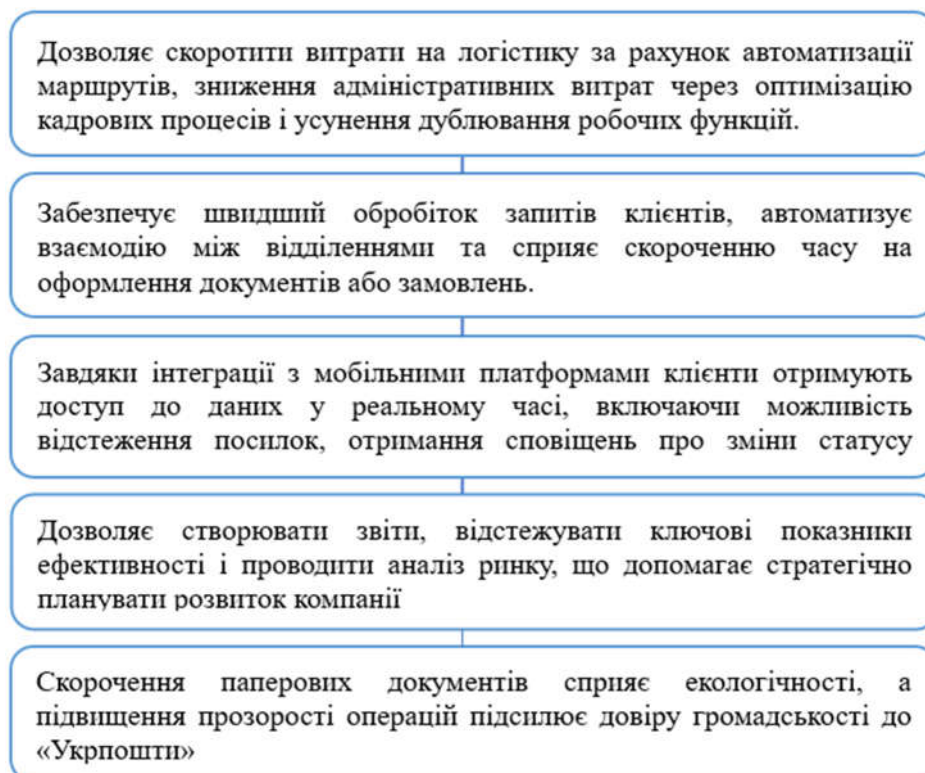 Дозволяє скоротити витрати на логістику за рахунок автоматизації
маршрутів, зниження адміністративних витрат через оптимізацію
кадрових процесів і усунення дублювання робочих функцій.
Забезпечує швидший обробіток запитів клієнтів, автоматизує
взаємодію між відділеннями та сприяє скороченню часу на
оформлення документів або замовлень.
Завдяки інтеграції з мобільними платформами клієнти отримують
доступ до даних у реальному часі, включаючи можливість
відстеження посилок, отримання сповіщень про зміни статусу
Дозволяє створювати звіти, відстежувати ключові показники
ефективності і проводити аналіз ринку, що допомагає стратегічно
планувати розвиток компанії
Скорочення паперових документів сприяє екологічності, а
підвищення прозорості операцій підсилює довіру громадськості до
«Укрпошти»